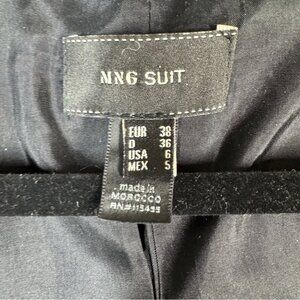 MNG SUIT
EUR 38
D 36
USA 6
MEX 5
made in
MOROCCO